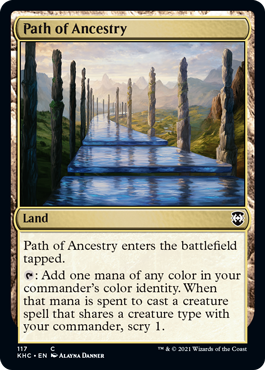 Path of Ancestry
Land
Path of Ancestry enters the battlefield
tapped.
: Add one mana of any color in your
commander's color identity. When
that mana is spent to cast a creature
spell that shares a creature type with
your commander, scry 1.
117 C
KHC • EN ALAYNA DANNER
™ & © 2021 Wizards of the Coast